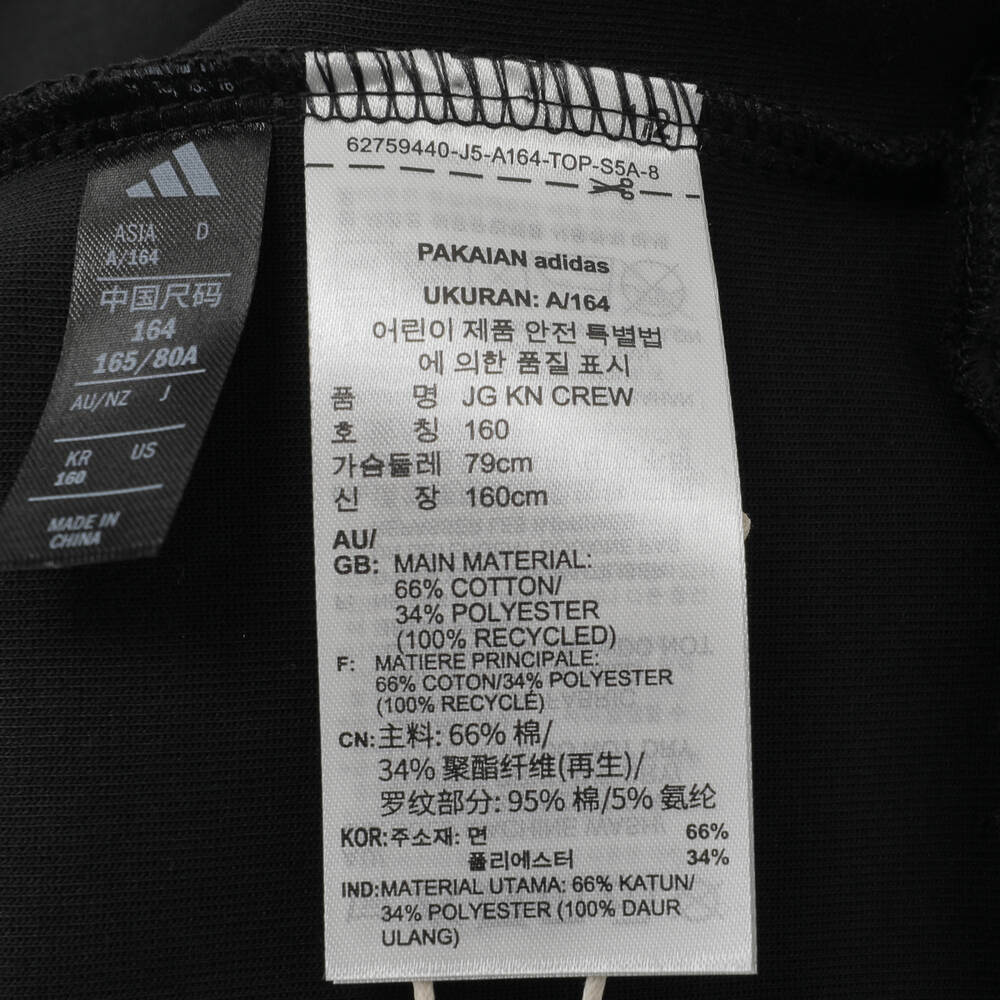 ASIA D
A/164
中国尺码
164
165/80A
AU/NZ J
KR US
160
MADE IN
CHINA
62759440-J5-A164-TOP-S5A-8
PAKAIAN adidas
UKURAN: A/164
어린이 제품 안전 특별법
에 의한 품질 표시
품 명 JG KN CREW
호 칭 160
가슴둘레 79cm
신 장 160cm
AU/
GB: MAIN MATERIAL:
66% COTTON/
34% POLYESTER
(100% RECYCLED)
F: MATIERE PRINCIPALE:
66% COTON/34% POLYESTER
(100% RECYCLÉ)
CN: 主料: 66% 棉/
34% 聚酯纤维(再生)/
罗纹部分: 95% 棉/5% 氨纶
KOR: 주소재: 면 66%
폴리에스터 34%
IND: MATERIAL UTAMA: 66% KATUN/
34% POLYESTER (100% DAUR
ULANG)